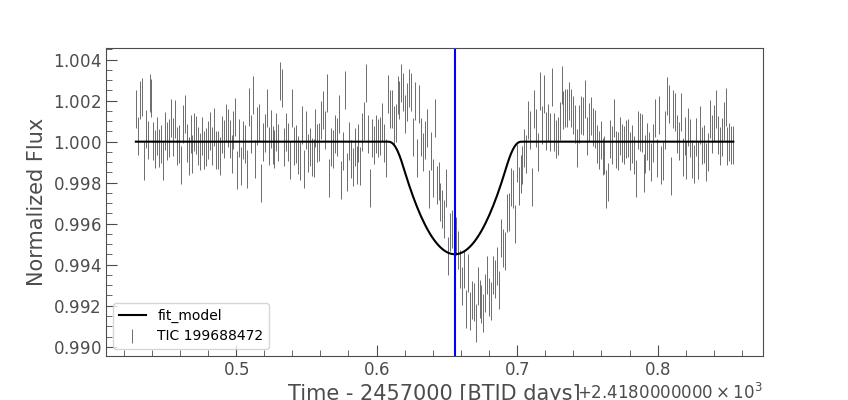 1.004
1.002
1.000
0.998
0.996
0.994
0.992
0.990
Normalized Flux
fit_model
TIC 199688472
0.5 0.6 0.7 0.8
Time - 2457000 [BTJD days]
+2.4180000000 × 10³